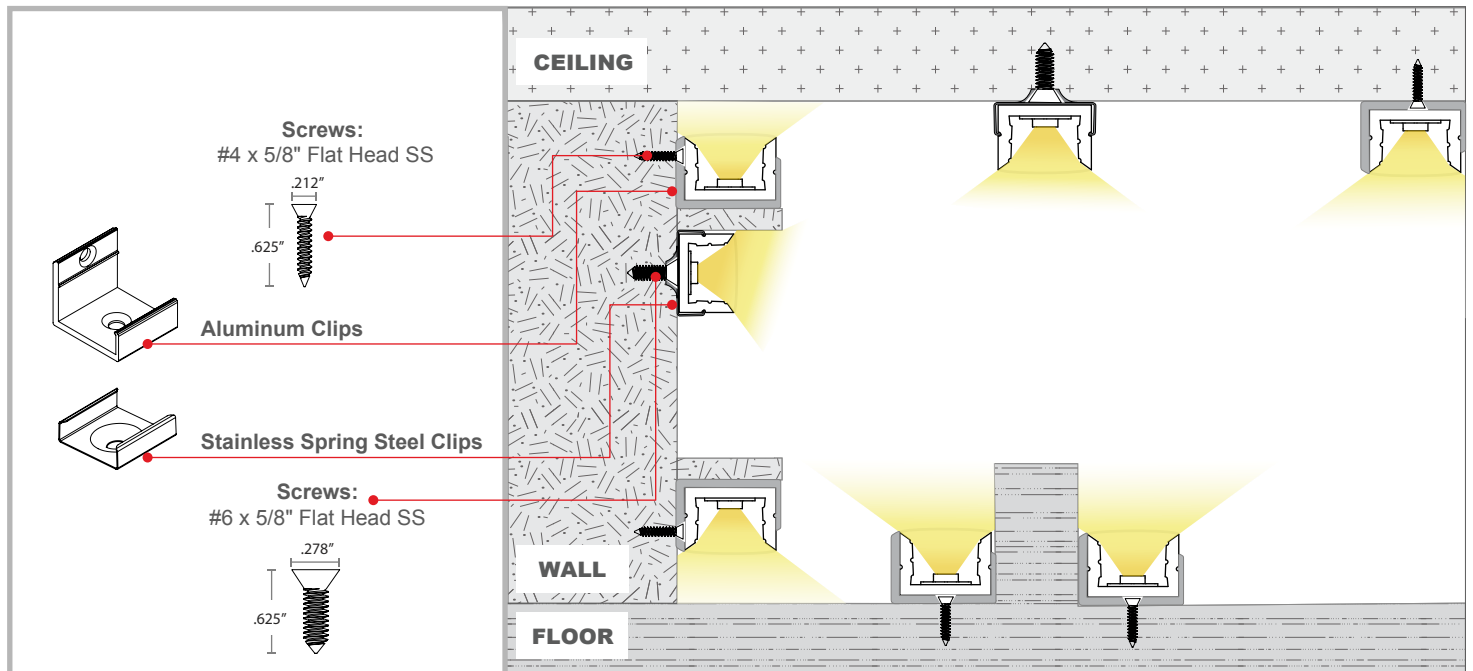 CEILING
Screws:
#4 x 5/8" Flat Head SS
.212"
.625"
Aluminum Clips
Stainless Spring Steel Clips
Screws:
#6 x 5/8" Flat Head SS
.278"
.625"
WALL
FLOOR